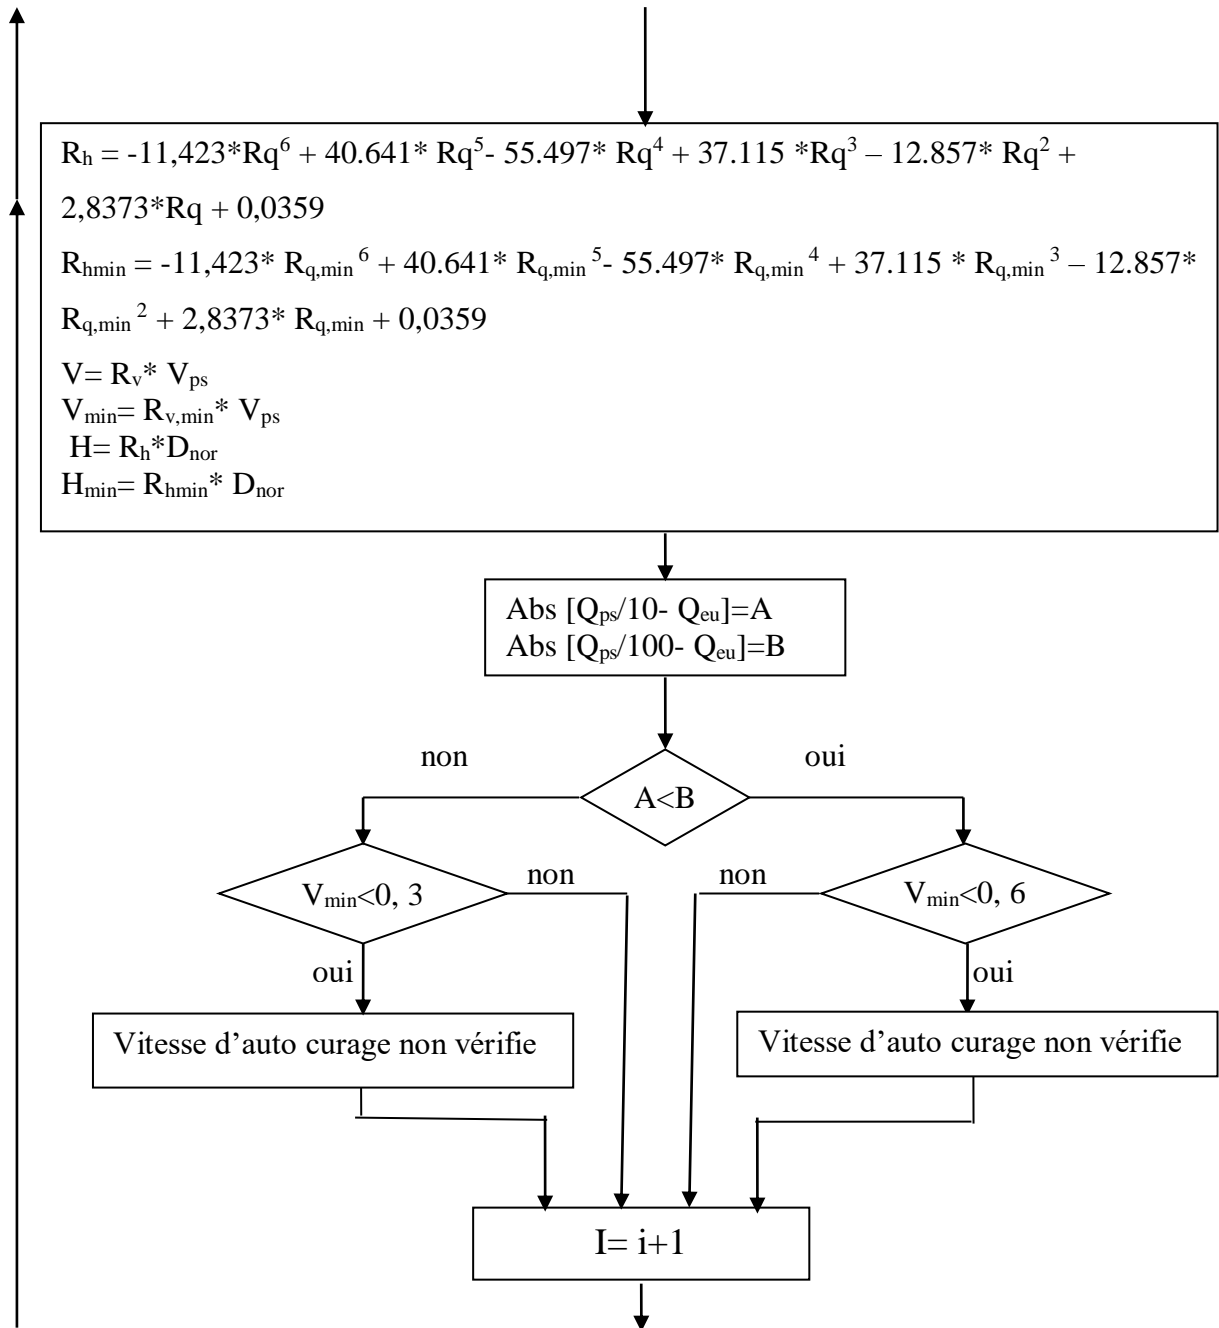 Rh = -11,423*Rq⁶ + 40.641* Rq⁵- 55.497* Rq⁴ + 37.115 *Rq³ – 12.857* Rq² +
2,8373*Rq + 0,0359
Rhmin = -11,423* Rq,min ⁶ + 40.641* Rq,min ⁵- 55.497* Rq,min ⁴ + 37.115 * Rq,min ³ – 12.857*
Rq,min ² + 2,8373* Rq,min + 0,0359
V= Rv* Vps
Vmin= Rv,min* Vps
H= Rh*Dnor
Hmin= Rhmin* Dnor
Abs [Qps/10- Qeu]=A
Abs [Qps/100- Qeu]=B
non
oui
A<B
Vmin<0, 3
non
non
Vmin<0, 6
oui
oui
Vitesse d’auto curage non vérifie
Vitesse d’auto curage non vérifie
I= i+1